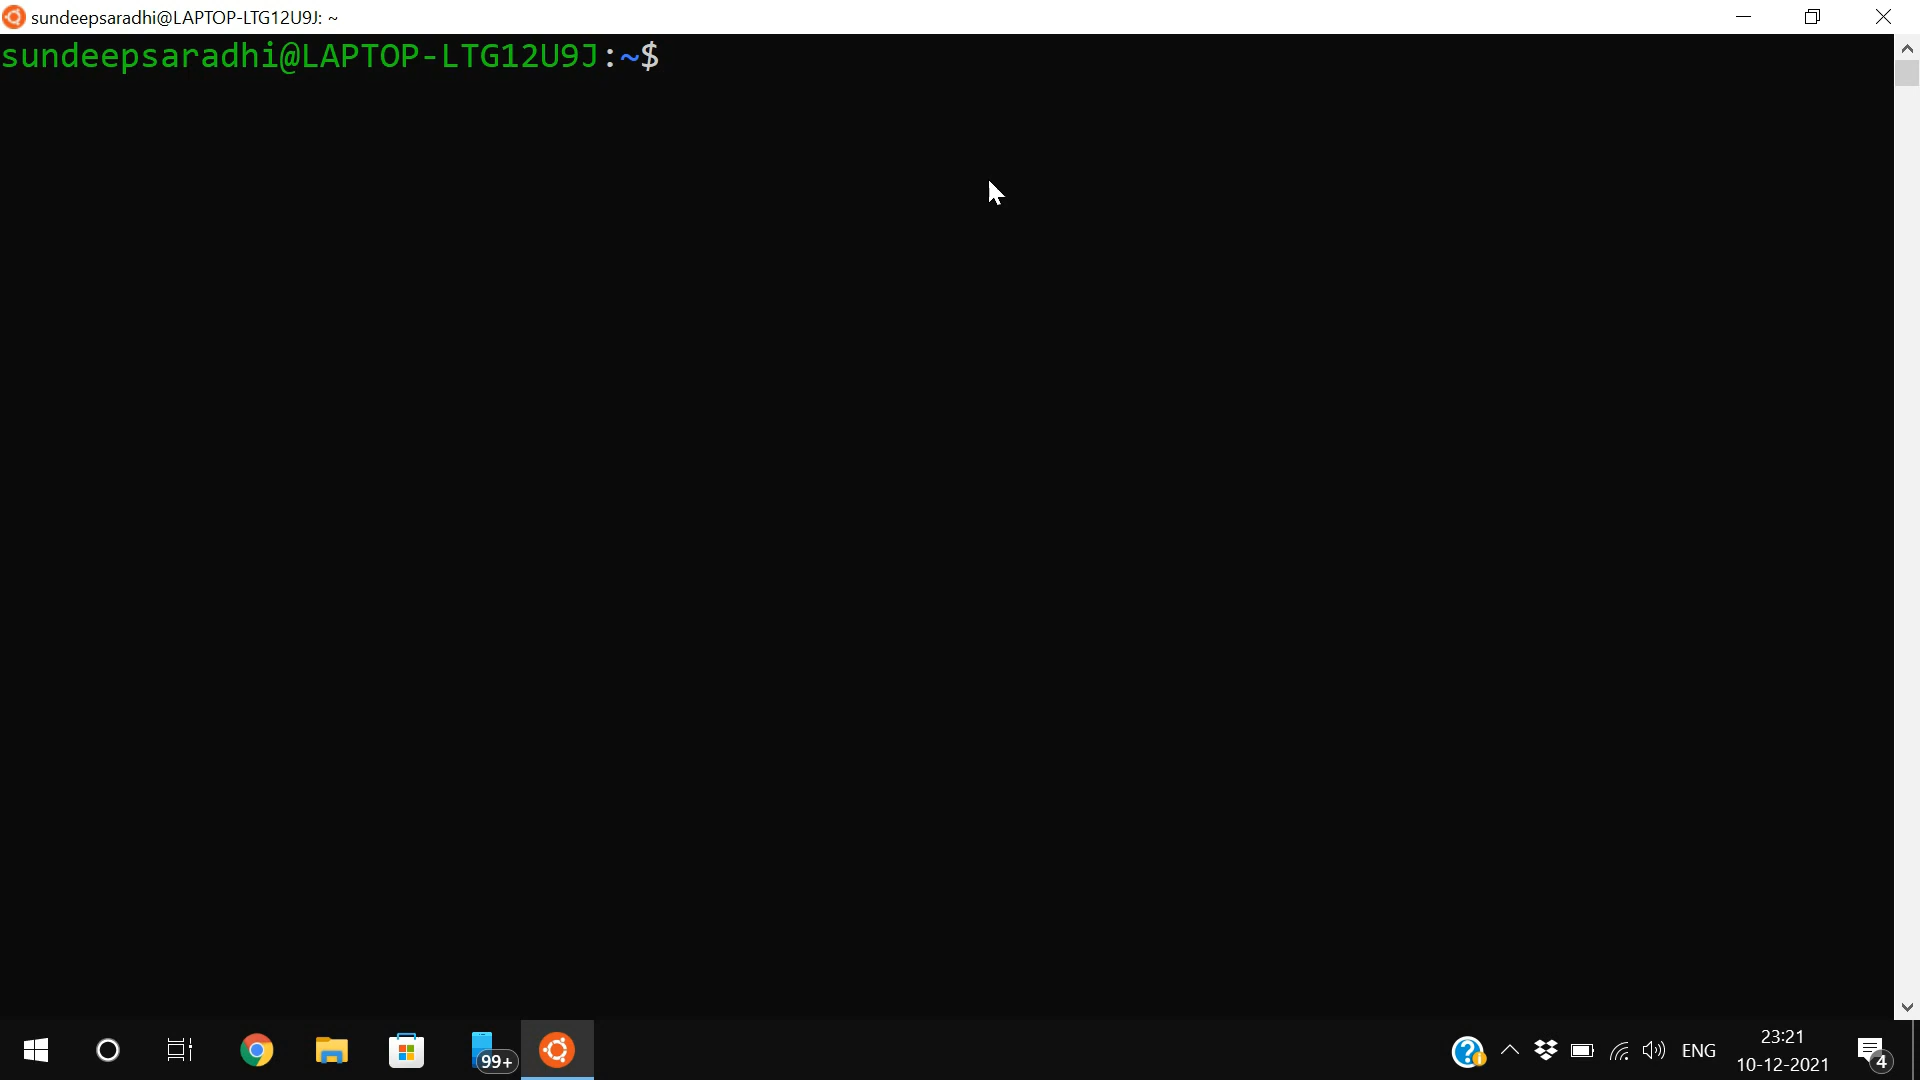 sundeepsaradhi@LAPTOP-LTG12U9J: ~
sundeepsaradhi@LAPTOP-LTG12U9J:~$
99+
ENG
23:21
10-12-2021
4